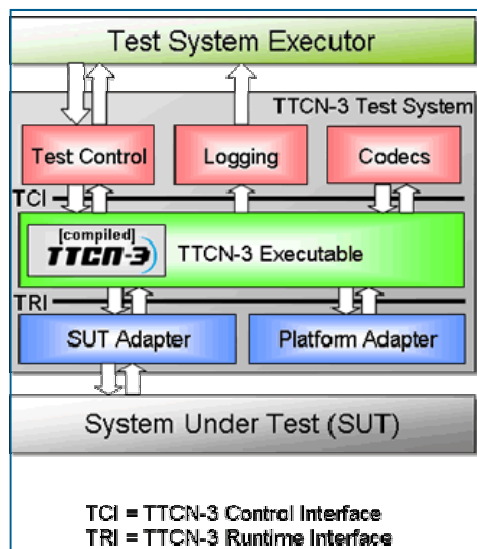 Test System Executor
TTCN-3 Test System
Test Control
Logging
Codecs
TCI
[compiled]
TTCN-3
TTCN-3 Executable
TRI
SUT Adapter
Platform Adapter
System Under Test (SUT)
TCI = TTCN-3 Control Interface
TRI = TTCN-3 Runtime Interface